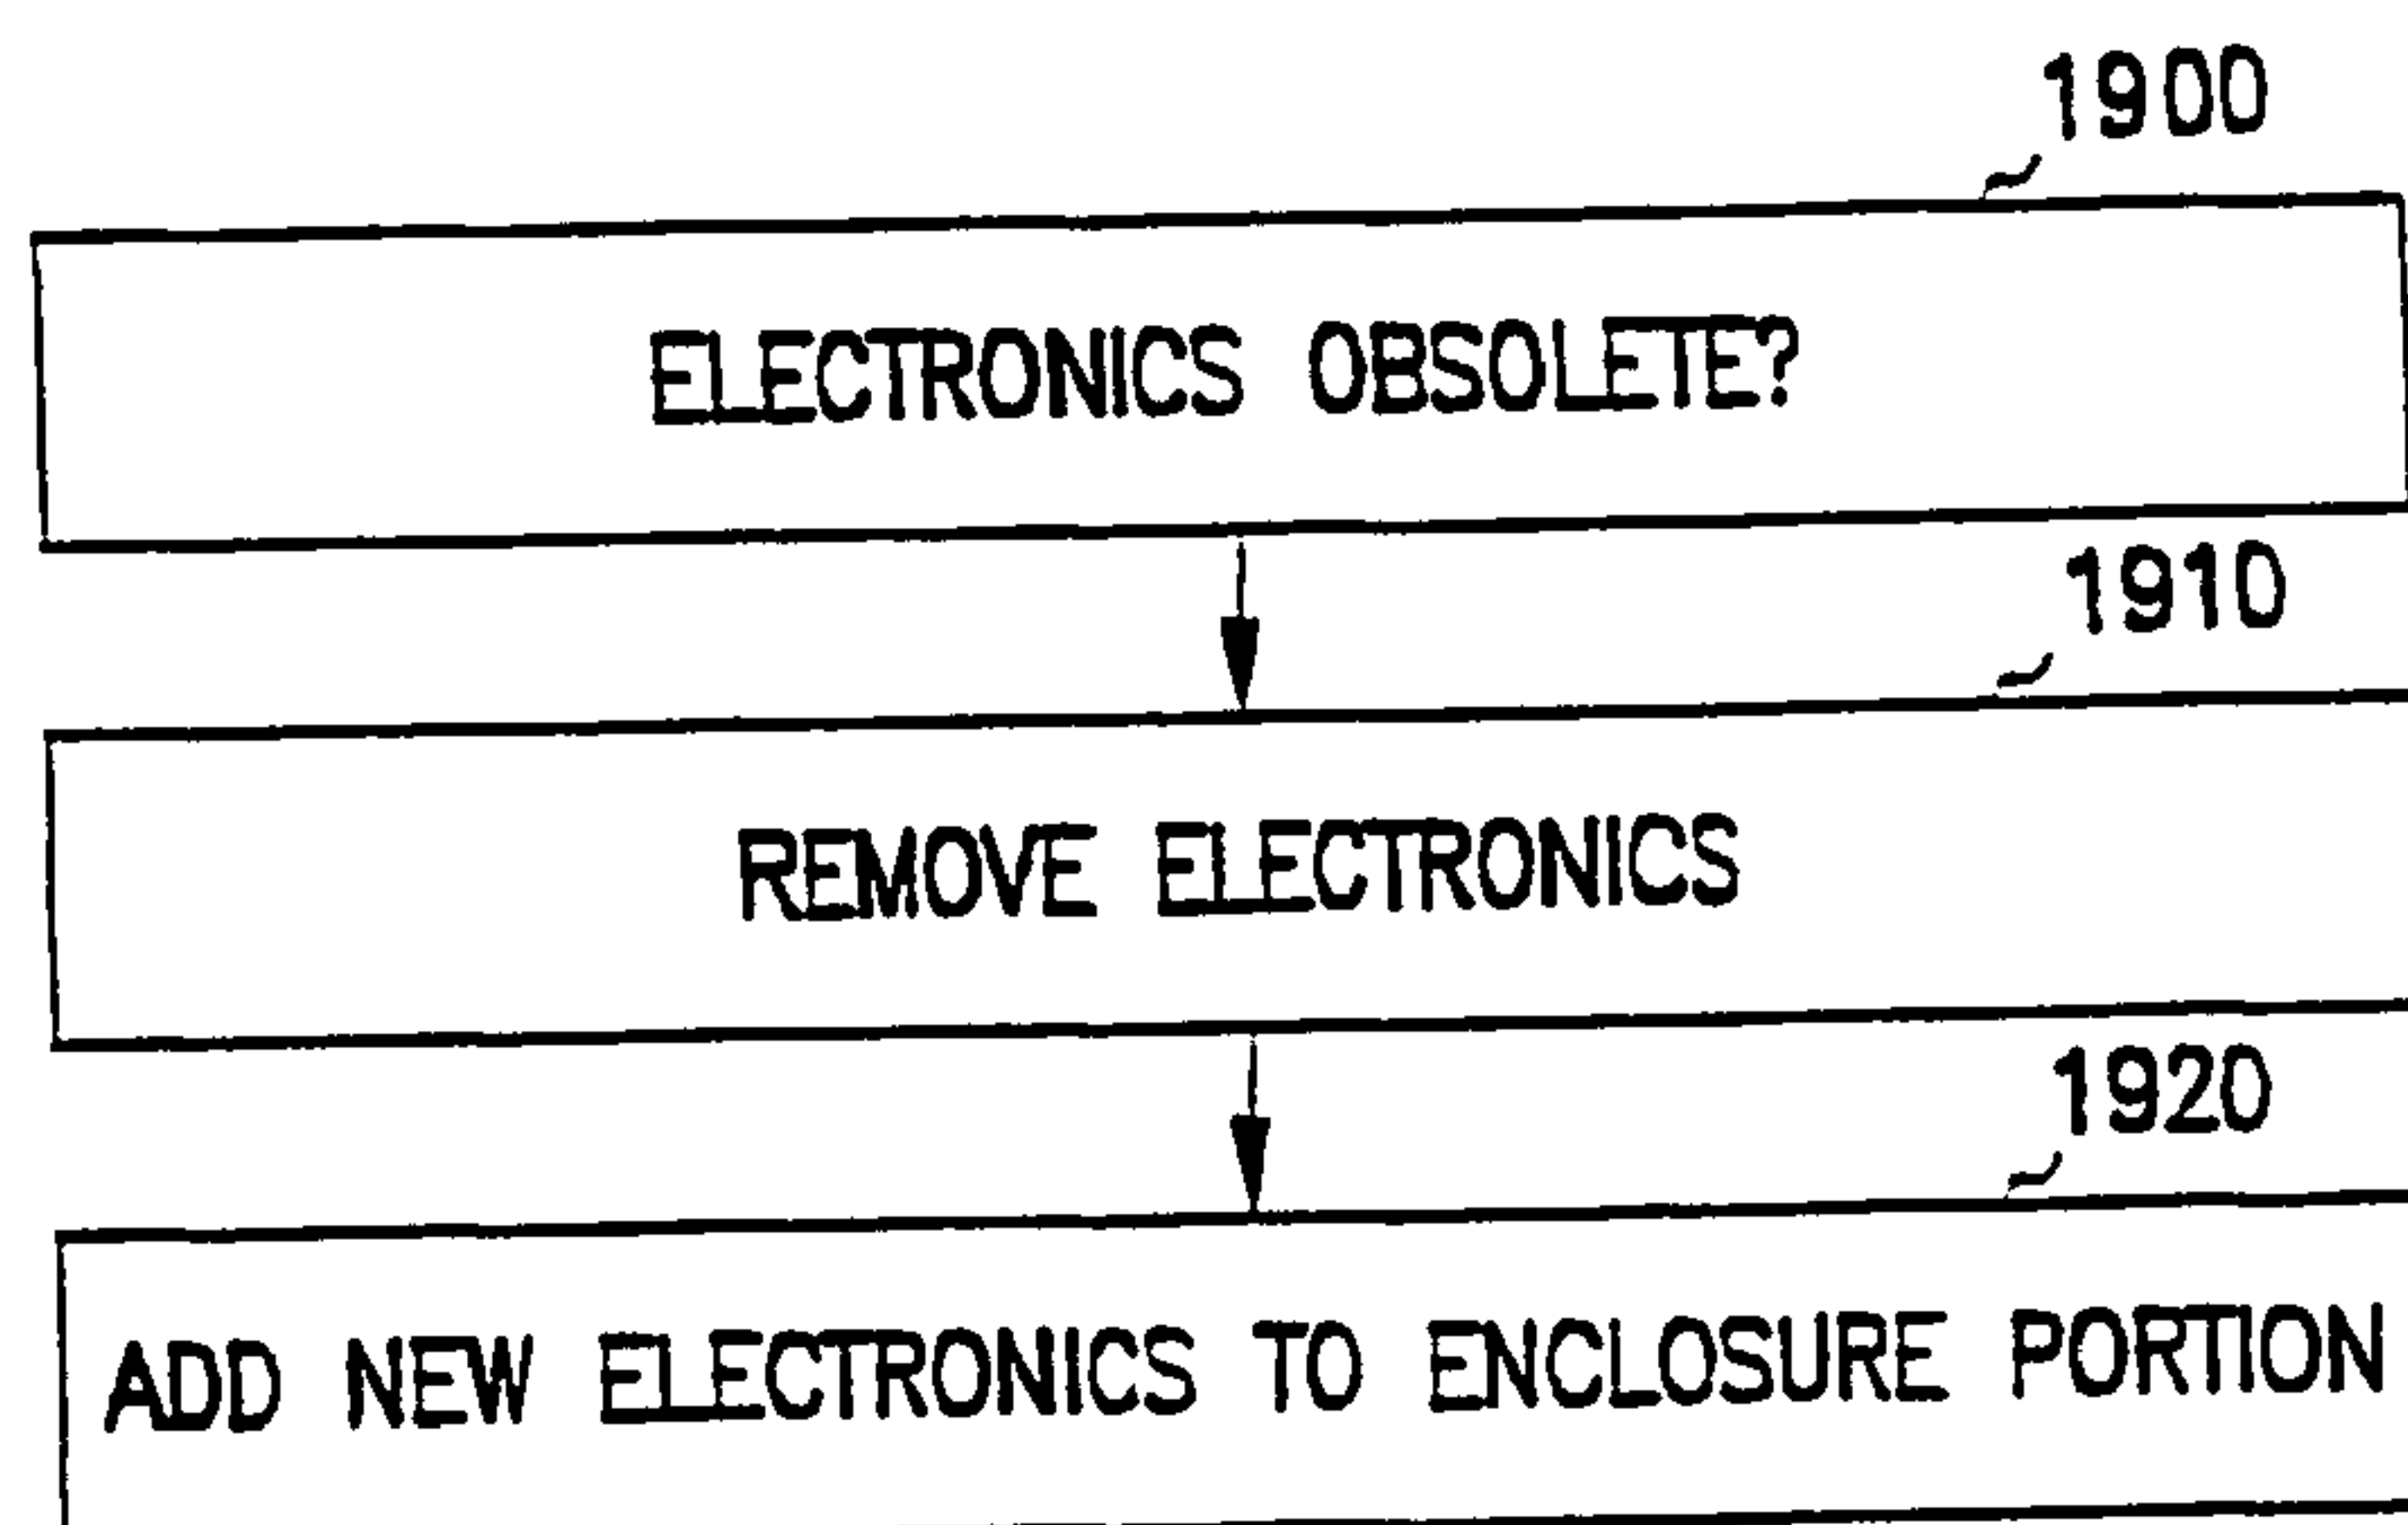 1900
ELECTRONICS OBSOLETE?
1910
REMOVE ELECTRONICS
1920
ADD NEW ELECTRONICS TO ENCLOSURE PORTION